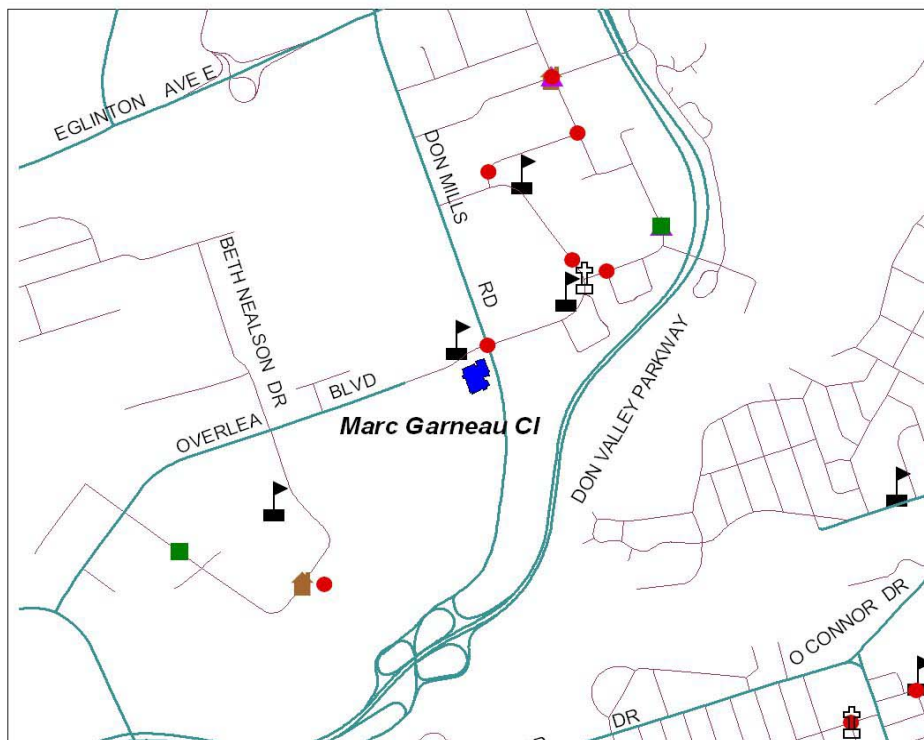 EGLINTON AVE E
DON MILLS
RD
BETH NEALSON DR
OVERLEA
BLVD
Marc Garneau CI
DON VALLEY PARKWAY
O CONNOR DR
DR